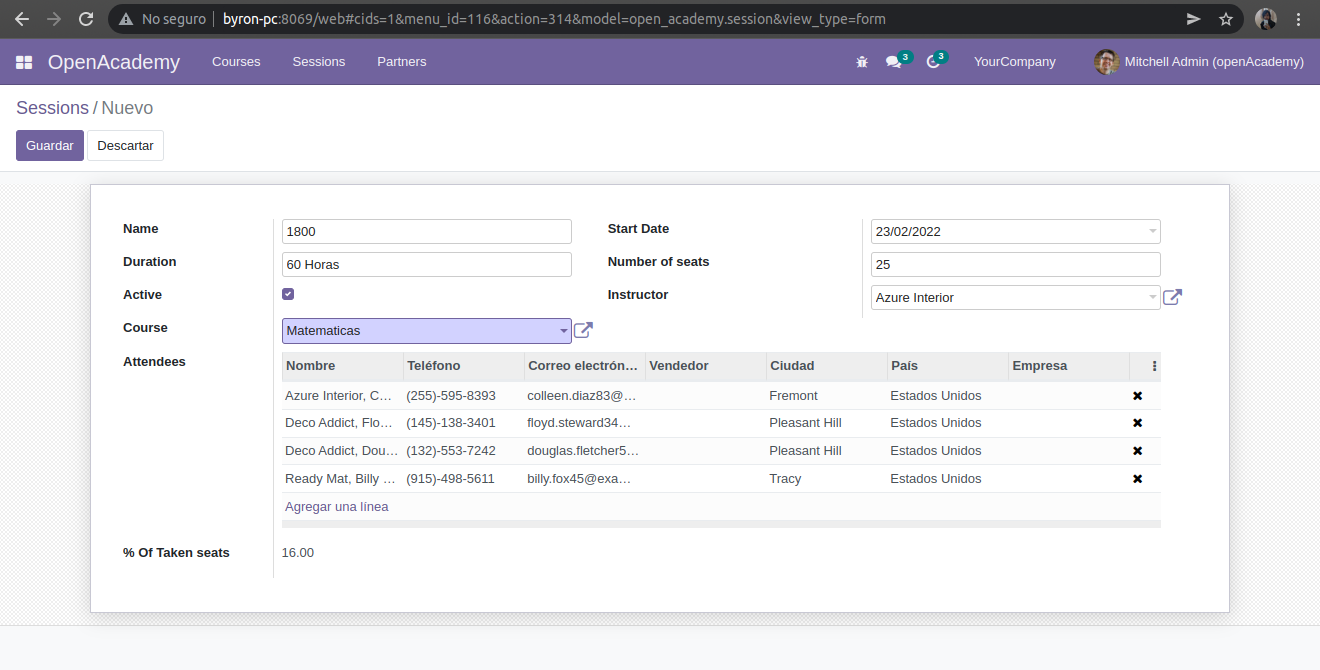 No seguro byron-pc:8069/web#cids=1&menu_id=116&action=314&model=open_academy.session&view_type=form
OpenAcademy Courses Sessions Partners 3 3 YourCompany Mitchell Admin (openAcademy)
Sessions / Nuevo
Guardar Descartar
Name 1800 Start Date 23/02/2022
Duration 60 Horas Number of seats 25
Active Instructor Azure Interior
Course Matematicas
Attendees Nombre Teléfono Correo electrón... Vendedor Ciudad País Empresa
Azure Interior, C... (255)-595-8393 colleen.diaz83@... Fremont Estados Unidos
Deco Addict, Flo... (145)-138-3401 floyd.steward34... Pleasant Hill Estados Unidos
Deco Addict, Dou... (132)-553-7242 douglas.fletcher5... Pleasant Hill Estados Unidos
Ready Mat, Billy ... (915)-498-5611 billy.fox45@exa... Tracy Estados Unidos
Agregar una línea
% Of Taken seats 16.00